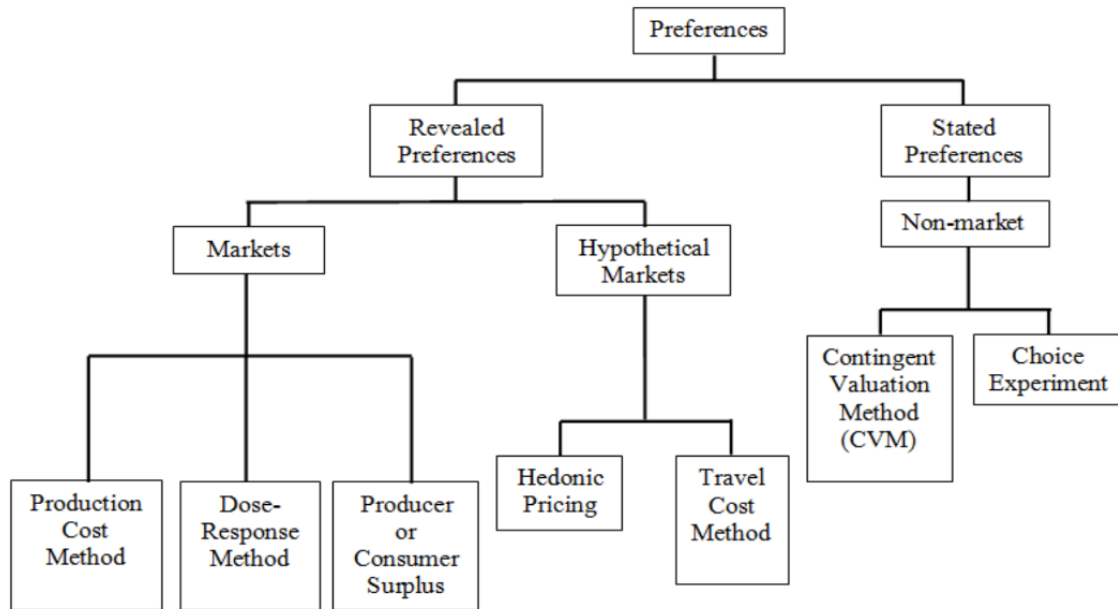 Preferences
Revealed
Preferences
Stated
Preferences
Markets
Hypothetical
Markets
Non-market
Contingent
Valuation
Method
(CVM)
Choice
Experiment
Hedonic
Pricing
Travel
Cost
Method
Production
Cost
Method
Dose-
Response
Method
Producer
or
Consumer
Surplus